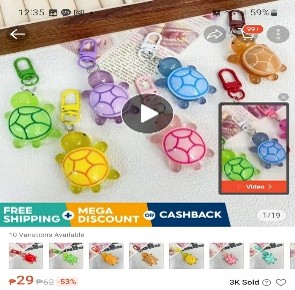 12:35
59%
99+
Video >
FREE SHIPPING + MEGA DISCOUNT OR CASHBACK
1/19
10 Variations Available
₱29 ₱62 -53%
3K Sold